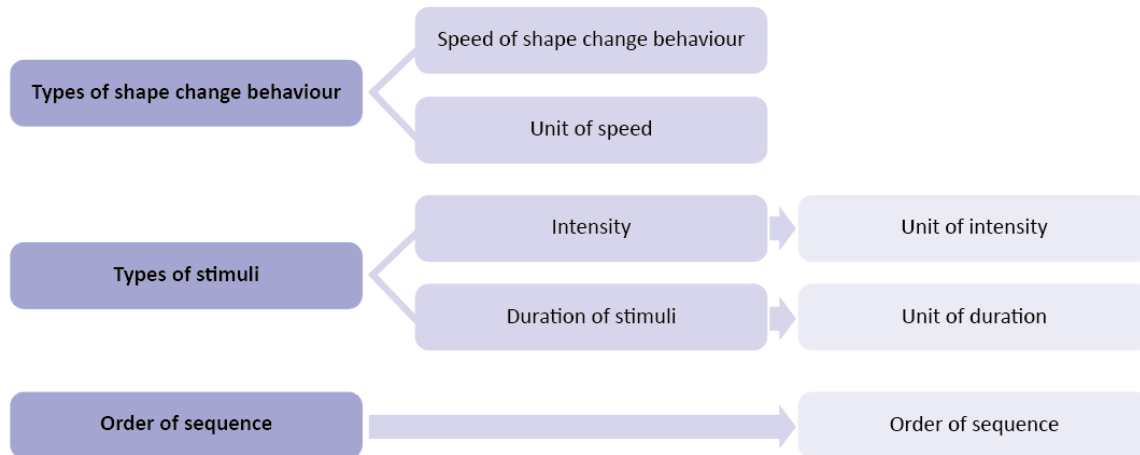 Speed of shape change behaviour
Types of shape change behaviour
Unit of speed
Intensity
Unit of intensity
Types of stimuli
Duration of stimuli
Unit of duration
Order of sequence
Order of sequence